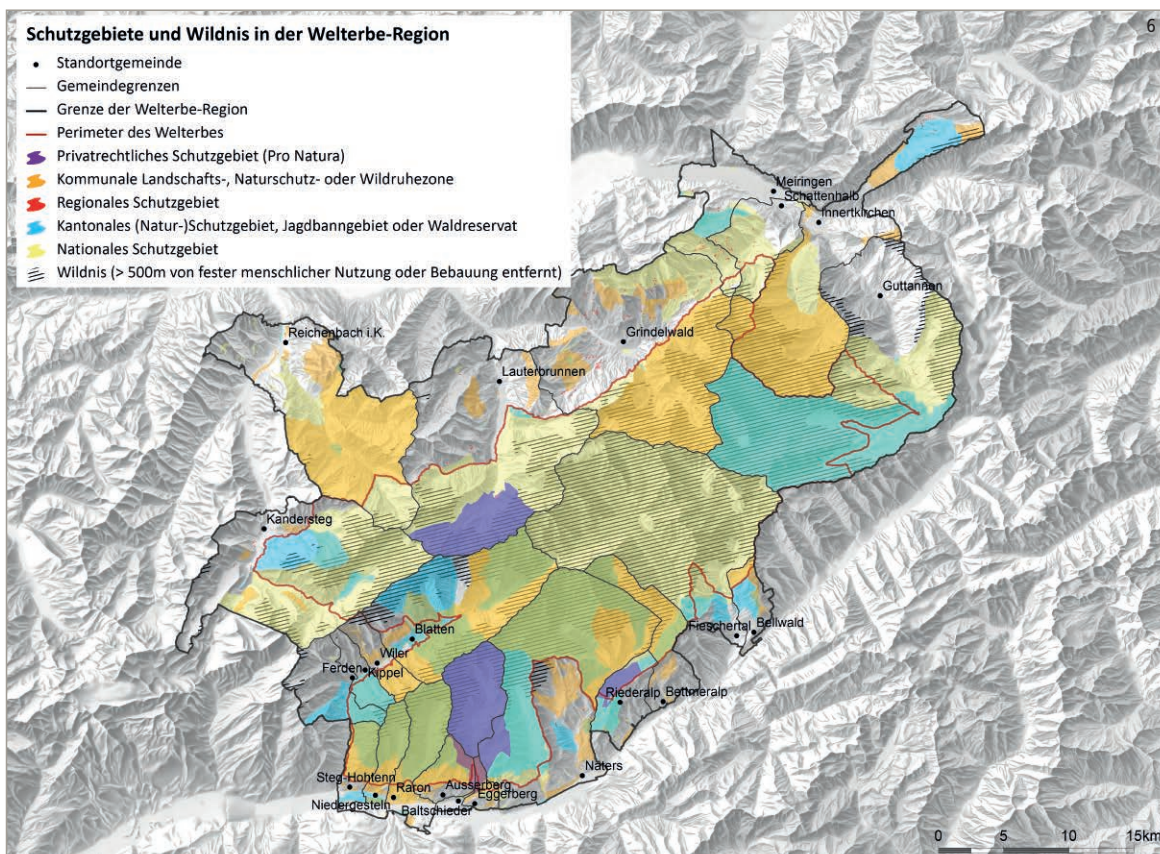 Schutzgebiete und Wildnis in der Welterbe-Region
6
Standortgemeinde
Gemeindegrenzen
Grenze der Welterbe-Region
Perimeter des Welterbes
Privatrechtliches Schutzgebiet (Pro Natura)
Kommunale Landschafts-, Naturschutz- oder Wildruhezone
Regionales Schutzgebiet
Kantonales (Natur-)Schutzgebiet, Jagdbanngebiet oder Waldreservat
Nationales Schutzgebiet
Wildnis (> 500m von fester menschlicher Nutzung oder Bebauung entfernt)
Meiringen
Schattenhalb
Innertkirchen
Guttannen
Reichenbach i.K.
Grindelwald
Lauterbrunnen
Kandersteg
Blatten
Fieschertal
Bellwald
Wiler
Ferden
Kippel
Riederalp
Bettmeralp
Naters
Steg-Hohtenn
Niedergesteln
Raron
Ausserberg
Baltschieder
Eggerberg
0 5 10 15km